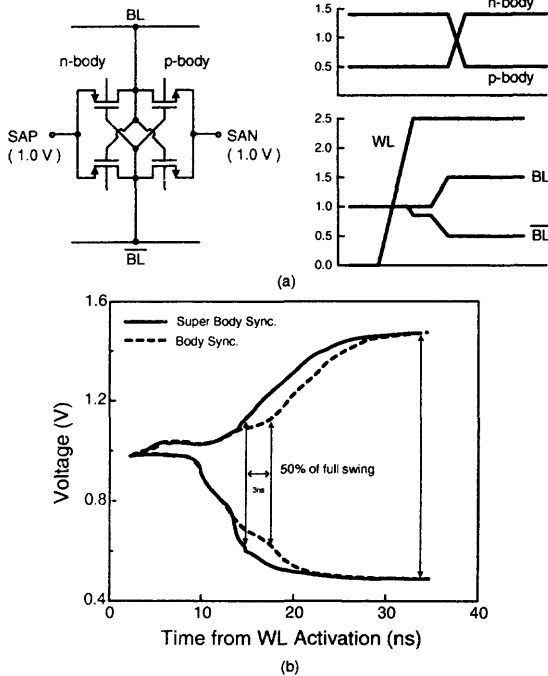 BL
n-body
p-body
SAP
( 1.0 V )
SAN
( 1.0 V )
BL
1.5
1.0
0.5
n-body
p-body
2.5
2.0
1.5
1.0
0.5
0.0
WL
BL
BL
(a)
1.6
1.2
0.8
0.4
Voltage (V)
Super Body Sync.
Body Sync.
50% of full swing
3ns
0
10
20
30
40
Time from WL Activation (ns)
(b)